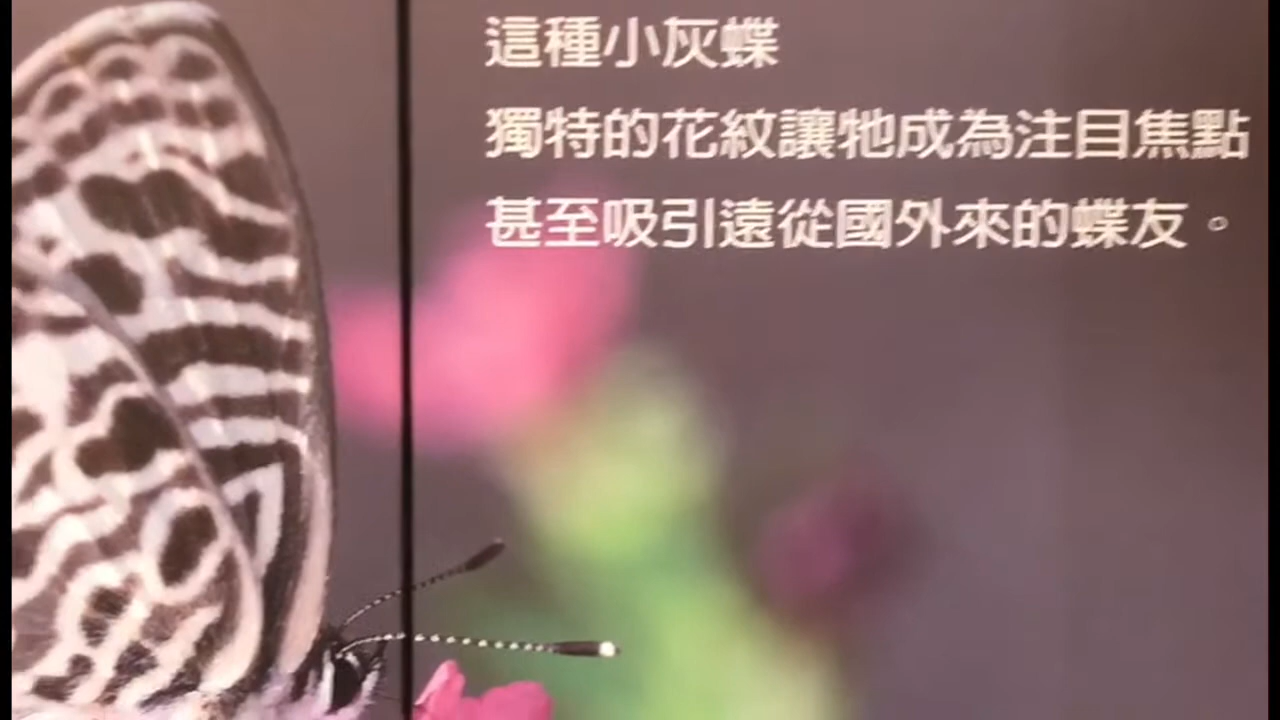 這種小灰蝶
獨特的花紋讓牠成為注目焦點
甚至吸引遠從國外來的蝶友。